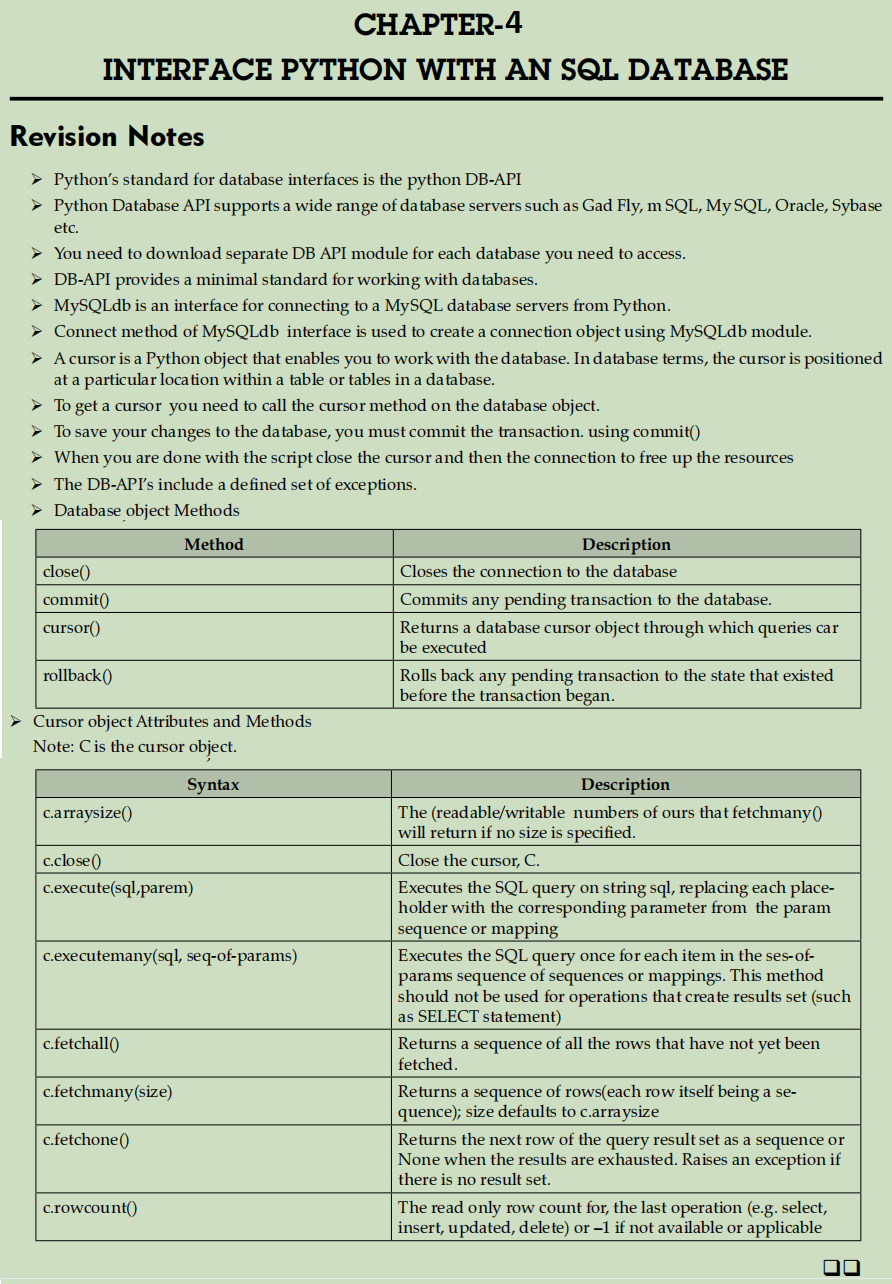 CHAPTER-4
INTERFACE PYTHON WITH AN SQL DATABASE
Revision Notes
➢ Python's standard for database interfaces is the python DB-API
➢ Python Database API supports a wide range of database servers such as Gad Fly, m SQL, My SQL, Oracle, Sybase
etc.
➢ You need to download separate DB API module for each database you need to access.
➢ DB-API provides a minimal standard for working with databases.
➢ MySQLdb is an interface for connecting to a MySQL database servers from Python.
➢ Connect method of MySQLdb interface is used to create a connection object using MySQLdb module.
➢ A cursor is a Python object that enables you to work with the database. In database terms, the cursor is positioned
at a particular location within a table or tables in a database.
➢ To get a cursor you need to call the cursor method on the database object.
➢ To save your changes to the database, you must commit the transaction. using commit()
➢ When you are done with the script close the cursor and then the connection to free up the resources
➢ The DB-API's include a defined set of exceptions.
➢ Database object Methods
Method Description
close() Closes the connection to the database
commit() Commits any pending transaction to the database.
cursor() Returns a database cursor object through which queries car
be executed
rollback() Rolls back any pending transaction to the state that existed
before the transaction began.
➢ Cursor object Attributes and Methods
Note: C is the cursor object.
Syntax Description
c.arraysize() The (readable/writable numbers of ours that fetchmany()
will return if no size is specified.
c.close() Close the cursor, C.
c.execute(sql,parem) Executes the SQL query on string sql, replacing each place-
holder with the corresponding parameter from the param
sequence or mapping
c.executemany(sql, seq-of-params) Executes the SQL query once for each item in the ses-of-
params sequence of sequences or mappings. This method
should not be used for operations that create results set (such
as SELECT statement)
c.fetchall() Returns a sequence of all the rows that have not yet been
fetched.
c.fetchmany(size) Returns a sequence of rows(each row itself being a se-
quence); size defaults to c.arraysize
c.fetchone() Returns the next row of the query result set as a sequence or
None when the results are exhausted. Raises an exception if
there is no result set.
c.rowcount() The read only row count for, the last operation (e.g. select,
insert, updated, delete) or –1 if not available or applicable